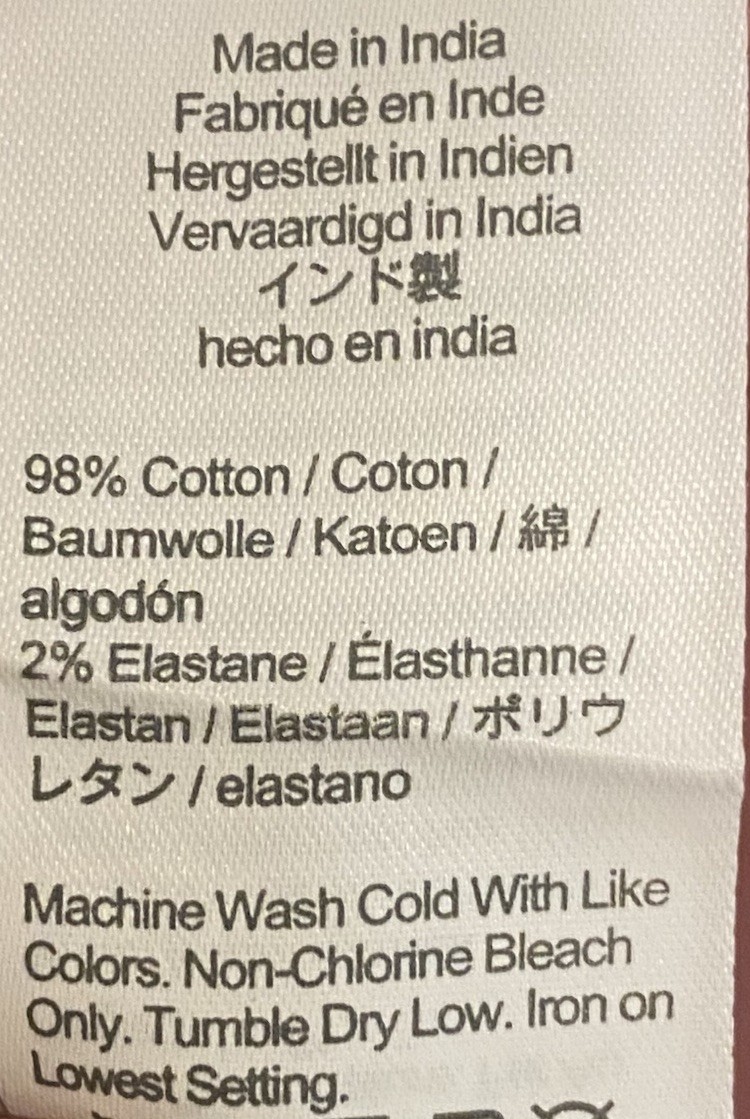 Made in India
Fabriqué en Inde
Hergestellt in Indien
Vervaardigd in India
インド製
hecho en india
98% Cotton / Coton /
Baumwolle / Katoen / 綿 /
algodón
2% Elastane / Élasthanne /
Elastan / Elastaan / ポリウ
レタン / elastano
Machine Wash Cold With Like
Colors. Non-Chlorine Bleach
Only. Tumble Dry Low. Iron on
Lowest Setting.